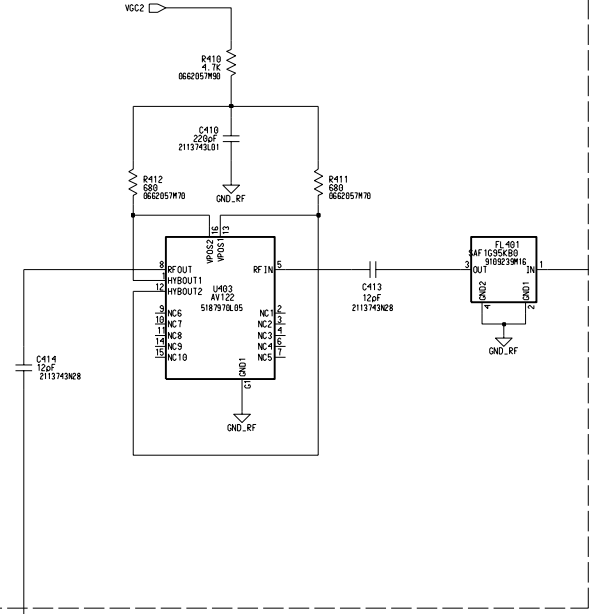 VGC2
R410
4.7K
0662057M90
C410
220pF
2113743L01
GND_RF
R412
680
0662057M70
R411
680
0662057M70
16
13
VPOS2
VPOS1
8
RFOUT
1
HYBOUT1
12
HYBOUT2
RFIN
5
U403
AV122
5187970L05
9
NC6
10
NC7
11
NC8
14
NC9
15
NC10
NC1
2
NC2
3
NC3
4
NC4
6
NC5
7
GND1
G1
GND_RF
C413
12pF
2113743N28
FL401
SAF1G95KB0
9109239M16
3
OUT
IN
1
GND2
GND1
4
2
GND_RF
C414
12pF
2113743N28